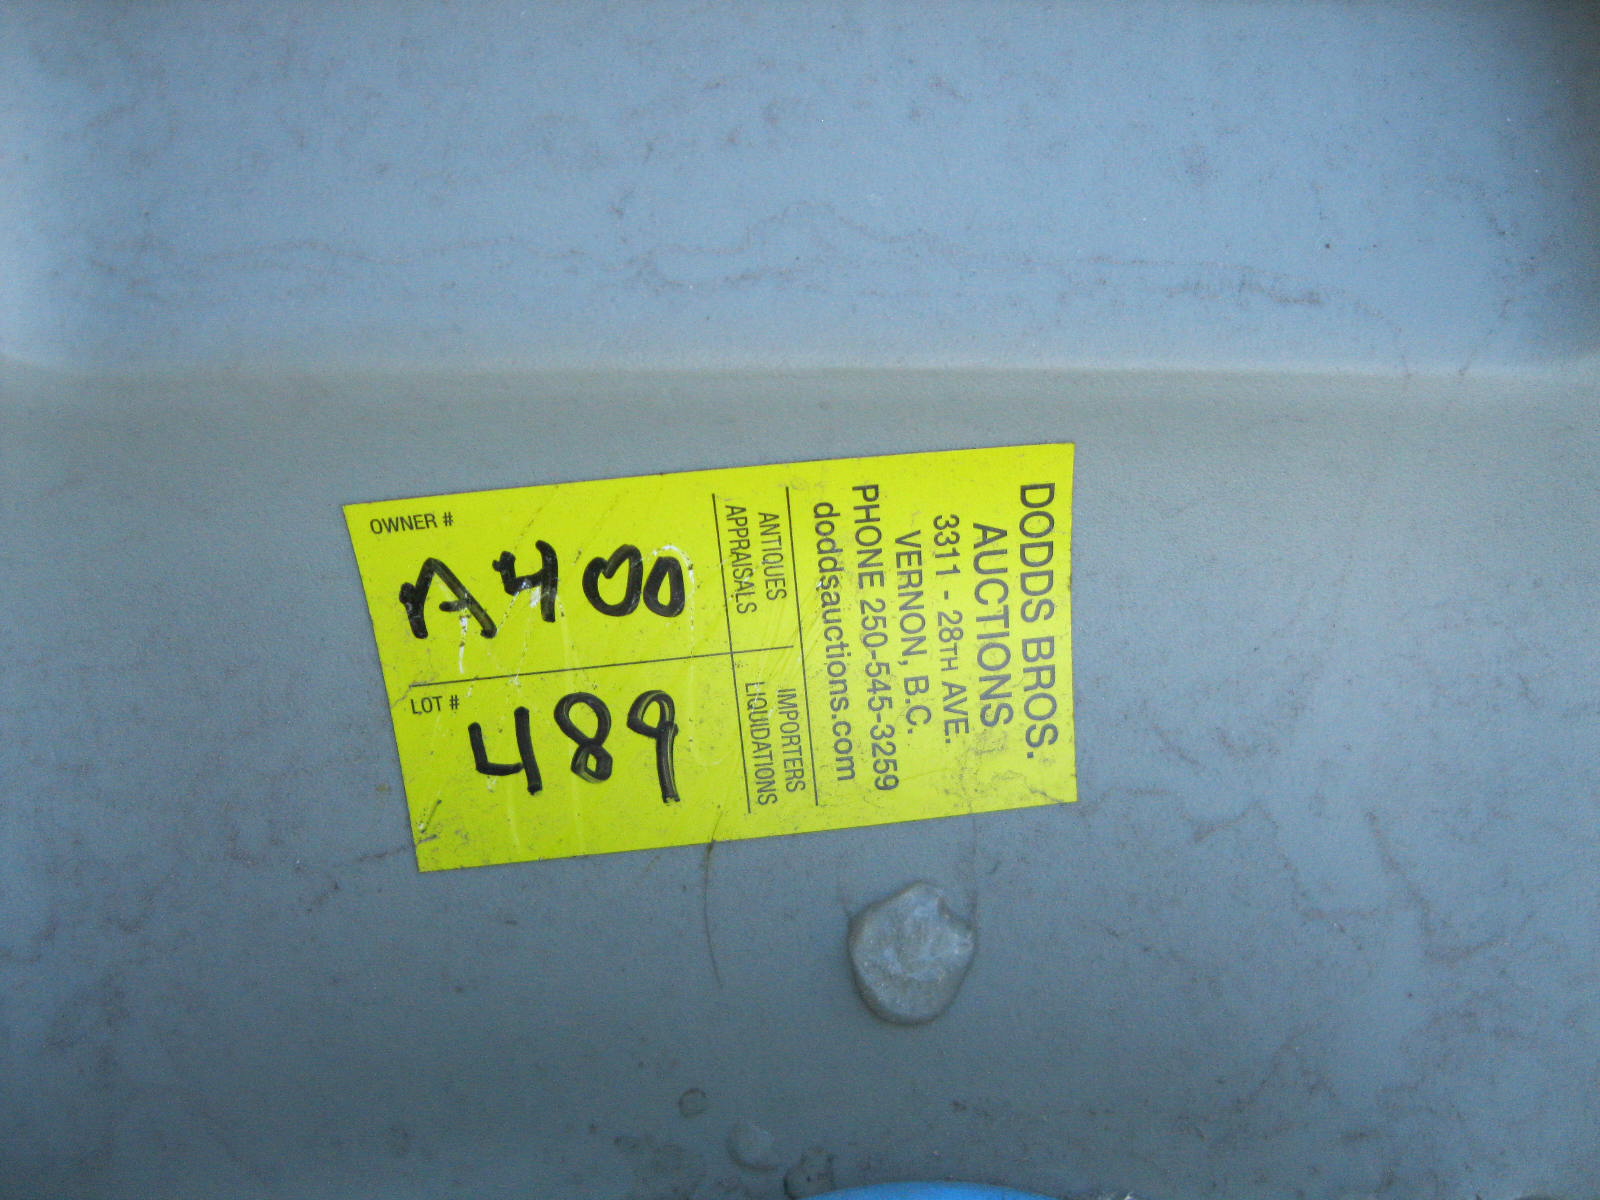 DODDS BROS.
AUCTIONS
3311 - 28TH AVE.
VERNON, B.C.
PHONE 250-545-3259
doddsauctions.com
ANTIQUES
APPRAISALS
IMPORTERS
LIQUIDATIONS
OWNER #
A400
LOT #
489